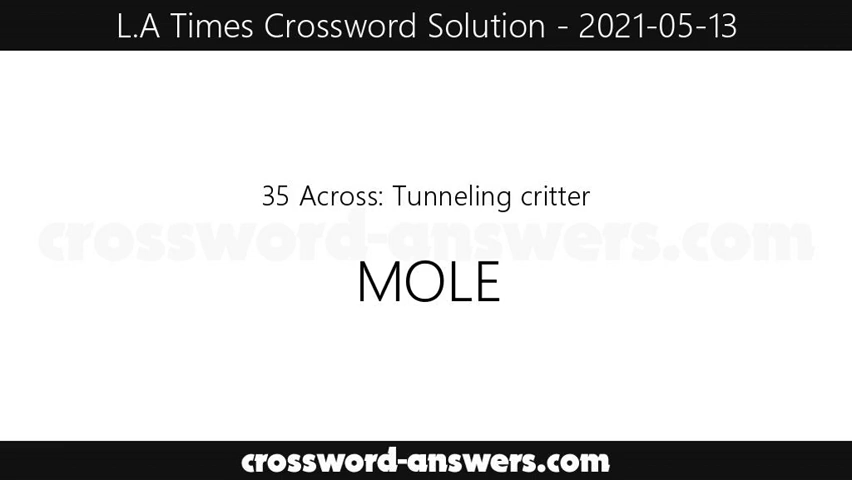 L.A Times Crossword Solution - 2021-05-13
35 Across: Tunneling critter
crossword-answers.com
MOLE
crossword-answers.com